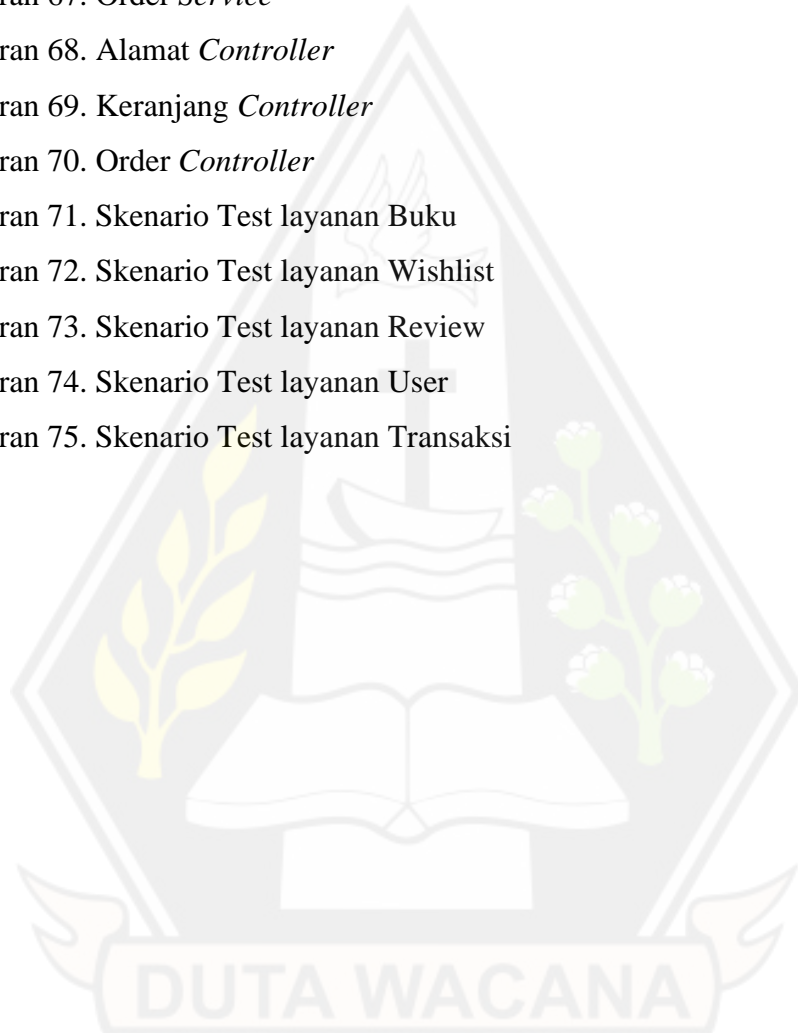 ran 67. Order Service
ran 68. Alamat Controller
ran 69. Keranjang Controller
ran 70. Order Controller
ran 71. Skenario Test layanan Buku
ran 72. Skenario Test layanan Wishlist
ran 73. Skenario Test layanan Review
ran 74. Skenario Test layanan User
ran 75. Skenario Test layanan Transaksi
DUTA WACANA